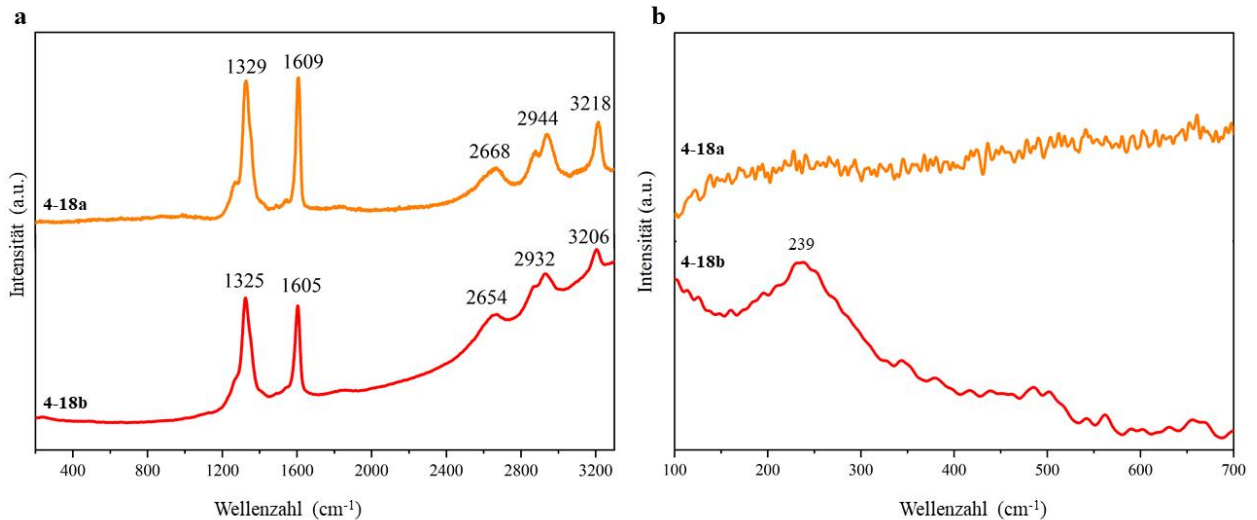 a
1329
1609
2944
3218
2668
4-18a
1325
1605
2654
2932
3206
4-18b
Intensität (a.u.)
400 800 1200 1600 2000 2400 2800 3200
Wellenzahl (cm⁻¹)
b
4-18a
4-18b
239
Intensität (a.u.)
100 200 300 400 500 600 700
Wellenzahl (cm⁻¹)